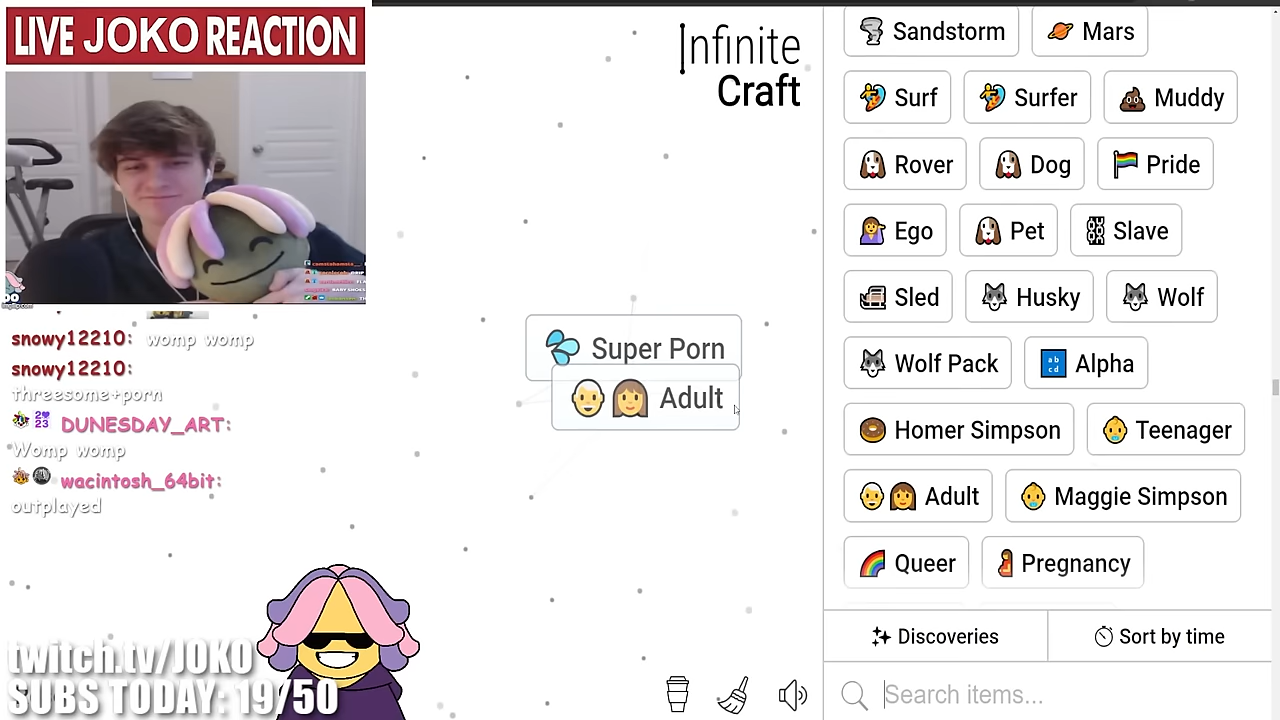 LIVE JOKO REACTION
snowy12210: womp womp
snowy12210:
threesome+porn
DUNESDAY_ART:
Womp womp
wacintosh_64bit:
outplayed
twitch.tv/JOKO
SUBS TODAY: 19/50
Infinite
Craft
Super Porn
Adult
Sandstorm Mars
Surf Surfer Muddy
Rover Dog Pride
Ego Pet Slave
Sled Husky Wolf
Wolf Pack Alpha
Homer Simpson Teenager
Adult Maggie Simpson
Queer Pregnancy
Discoveries Sort by time
Search items...